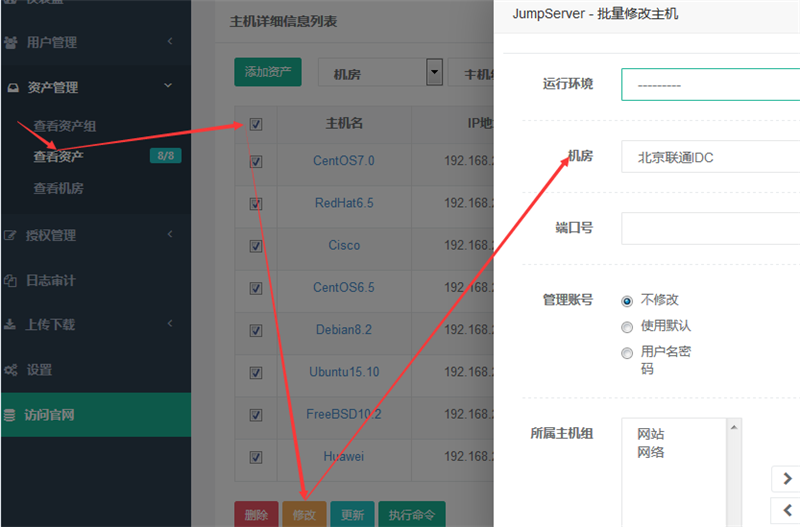 JumpServer - 批量修改主机
主机详细信息列表
用户管理
资产管理
查看资产组
查看资产
8/8
查看机房
授权管理
日志审计
上传下载
设置
访问官网
添加资产
机房
主机名
CentOS7.0
192.168.
RedHat6.5
192.168.
Cisco
192.168.
CentOS6.5
192.168.
Debian8.2
192.168.
Ubuntu15.10
192.168.
FreeBSD10.2
192.168.
Huawei
192.168.
删除
修改
更新
执行命令
运行环境
---------
机房
北京联通IDC
端口号
管理账号
不修改
使用默认
用户名密
码
所属主机组
网站
网络